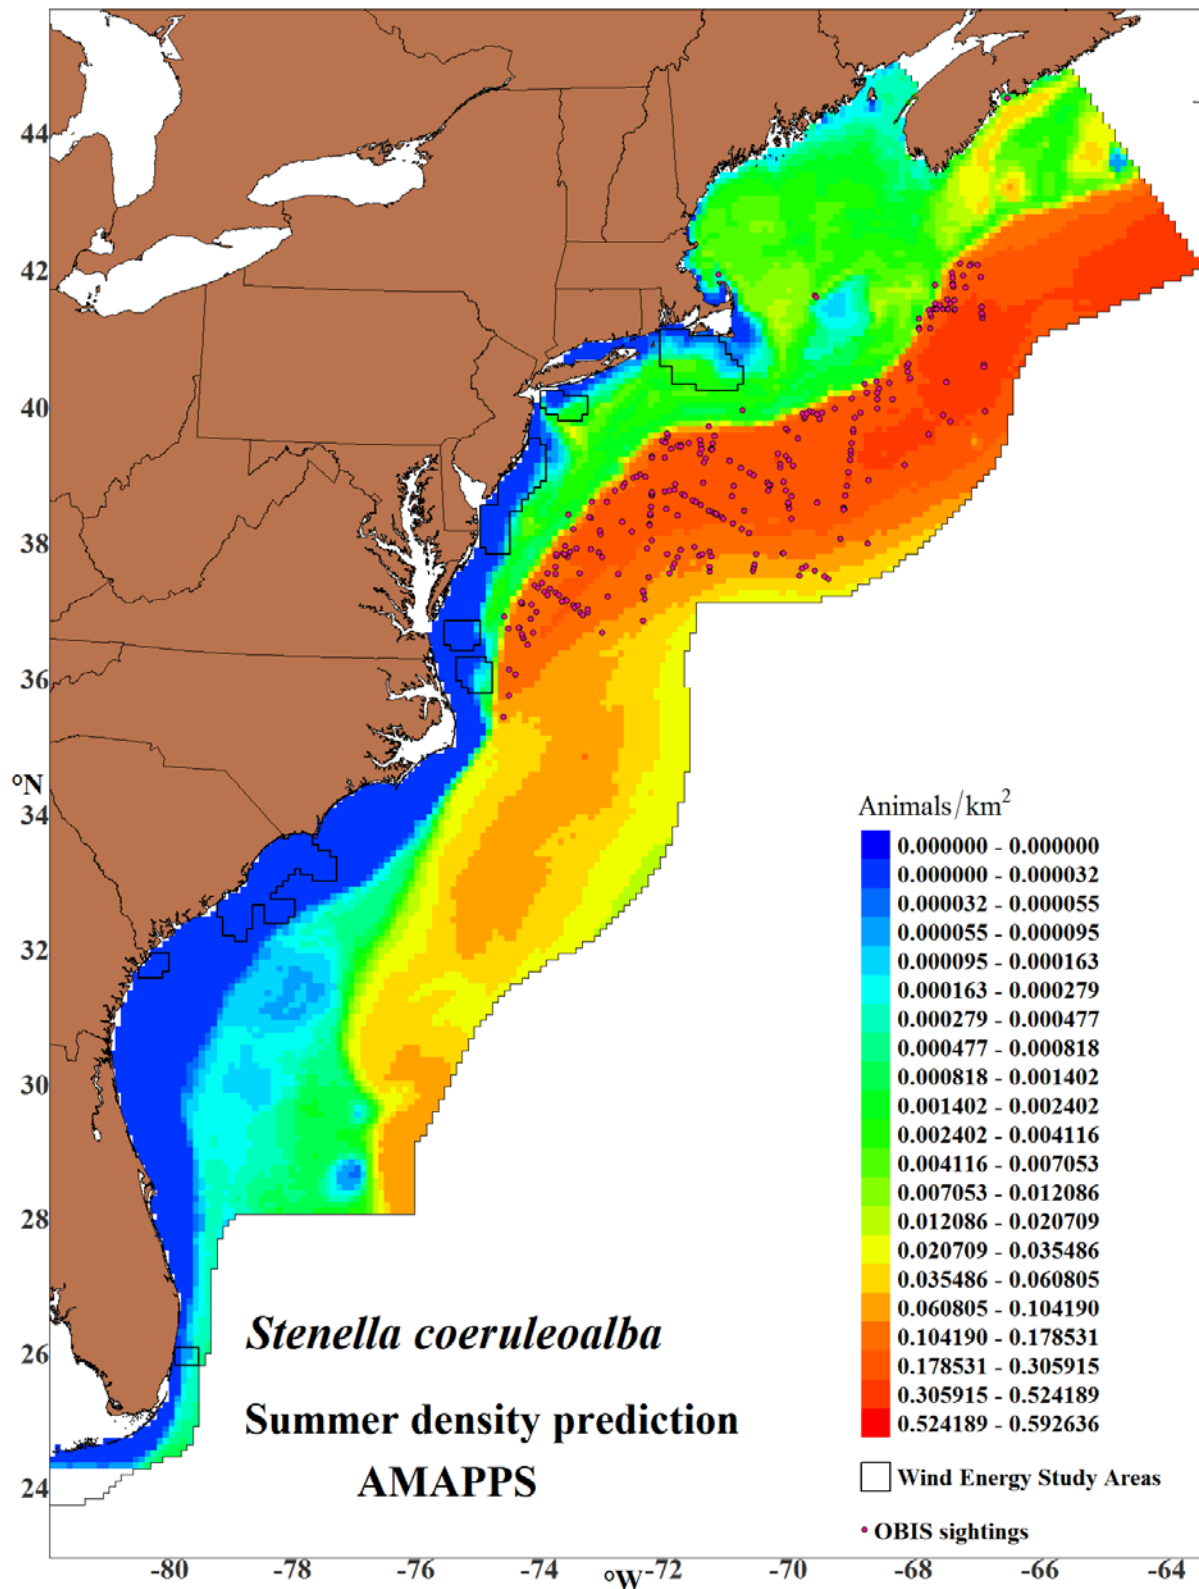 44
42
40
38
36
°N
34
32
30
28
26
24
Animals/km²
0.000000 - 0.000000
0.000000 - 0.000032
0.000032 - 0.000055
0.000055 - 0.000095
0.000095 - 0.000163
0.000163 - 0.000279
0.000279 - 0.000477
0.000477 - 0.000818
0.000818 - 0.001402
0.001402 - 0.002402
0.002402 - 0.004116
0.004116 - 0.007053
0.007053 - 0.012086
0.012086 - 0.020709
0.020709 - 0.035486
0.035486 - 0.060805
0.060805 - 0.104190
0.104190 - 0.178531
0.178531 - 0.305915
0.305915 - 0.524189
0.524189 - 0.592636
Wind Energy Study Areas
OBIS sightings
Stenella coeruleoalba
Summer density prediction
AMAPPS
-80 -78 -76 -74 °W -72 -70 -68 -66 -64